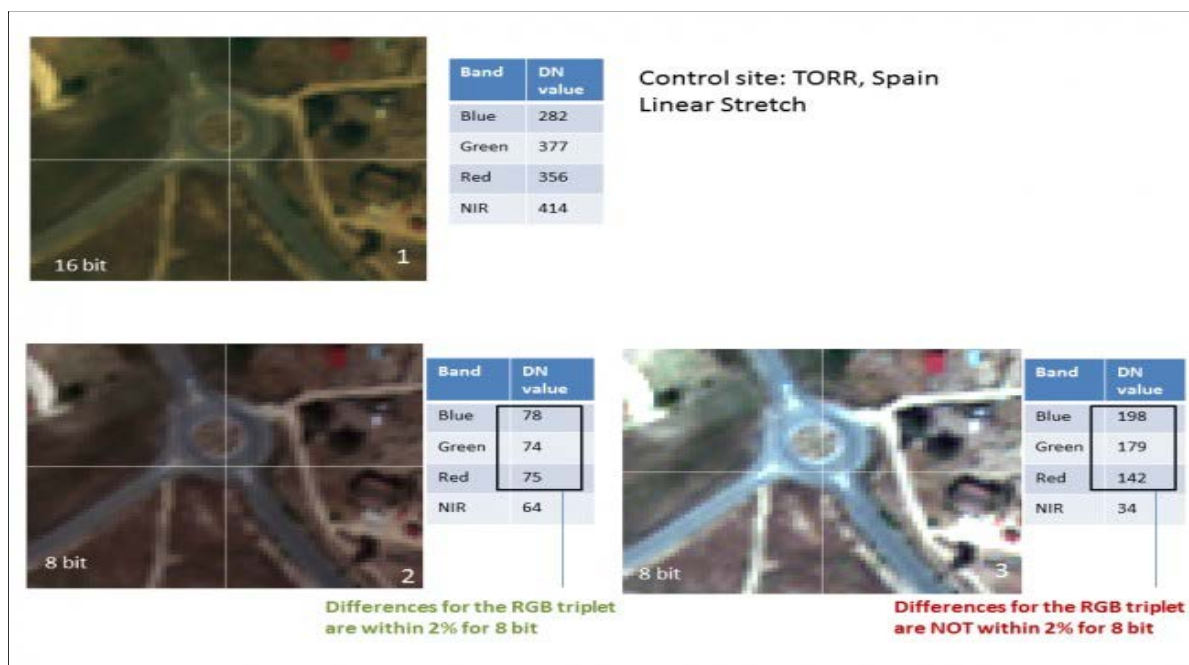 Band DN value
Blue 282
Green 377
Red 356
NIR 414
Control site: TORR, Spain
Linear Stretch
16 bit
1
Band DN value
Blue 78
Green 74
Red 75
NIR 64
8 bit
2
Differences for the RGB triplet
are within 2% for 8 bit
Band DN value
Blue 198
Green 179
Red 142
NIR 34
8 bit
3
Differences for the RGB triplet
are NOT within 2% for 8 bit